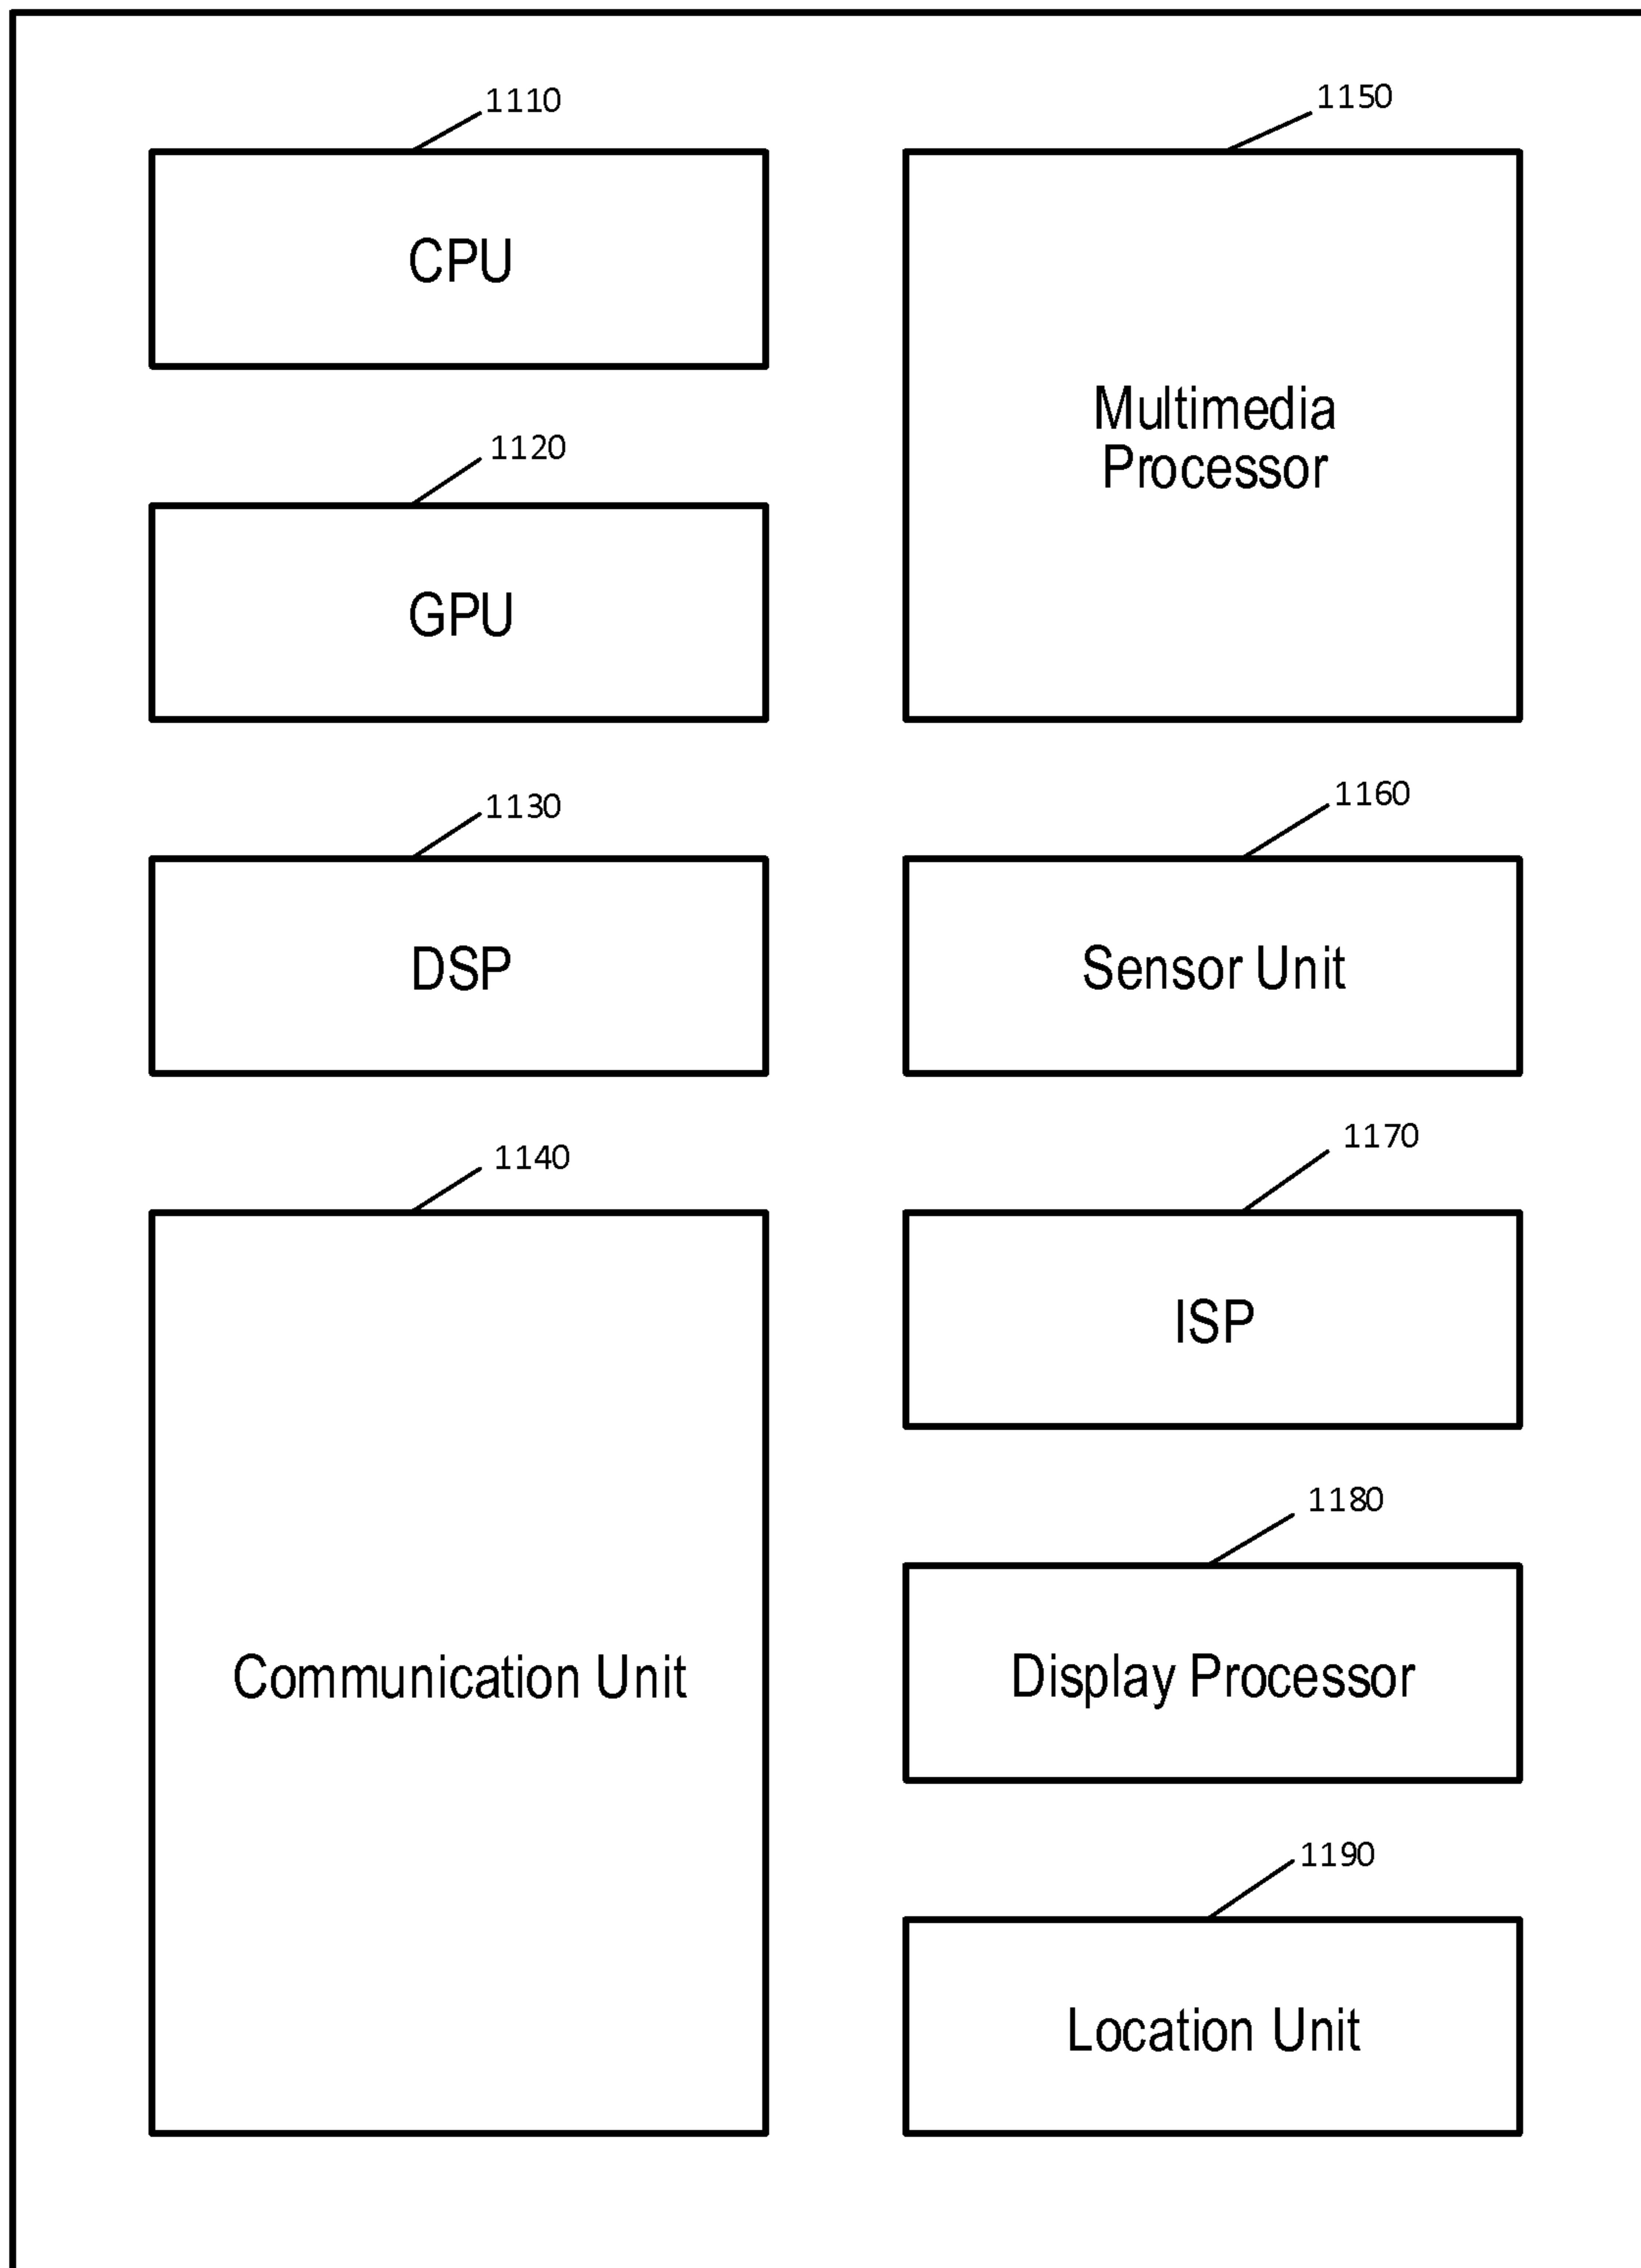 1110
CPU
1120
GPU
1130
DSP
1140
Communication Unit
1150
Multimedia
Processor
1160
Sensor Unit
1170
ISP
1180
Display Processor
1190
Location Unit